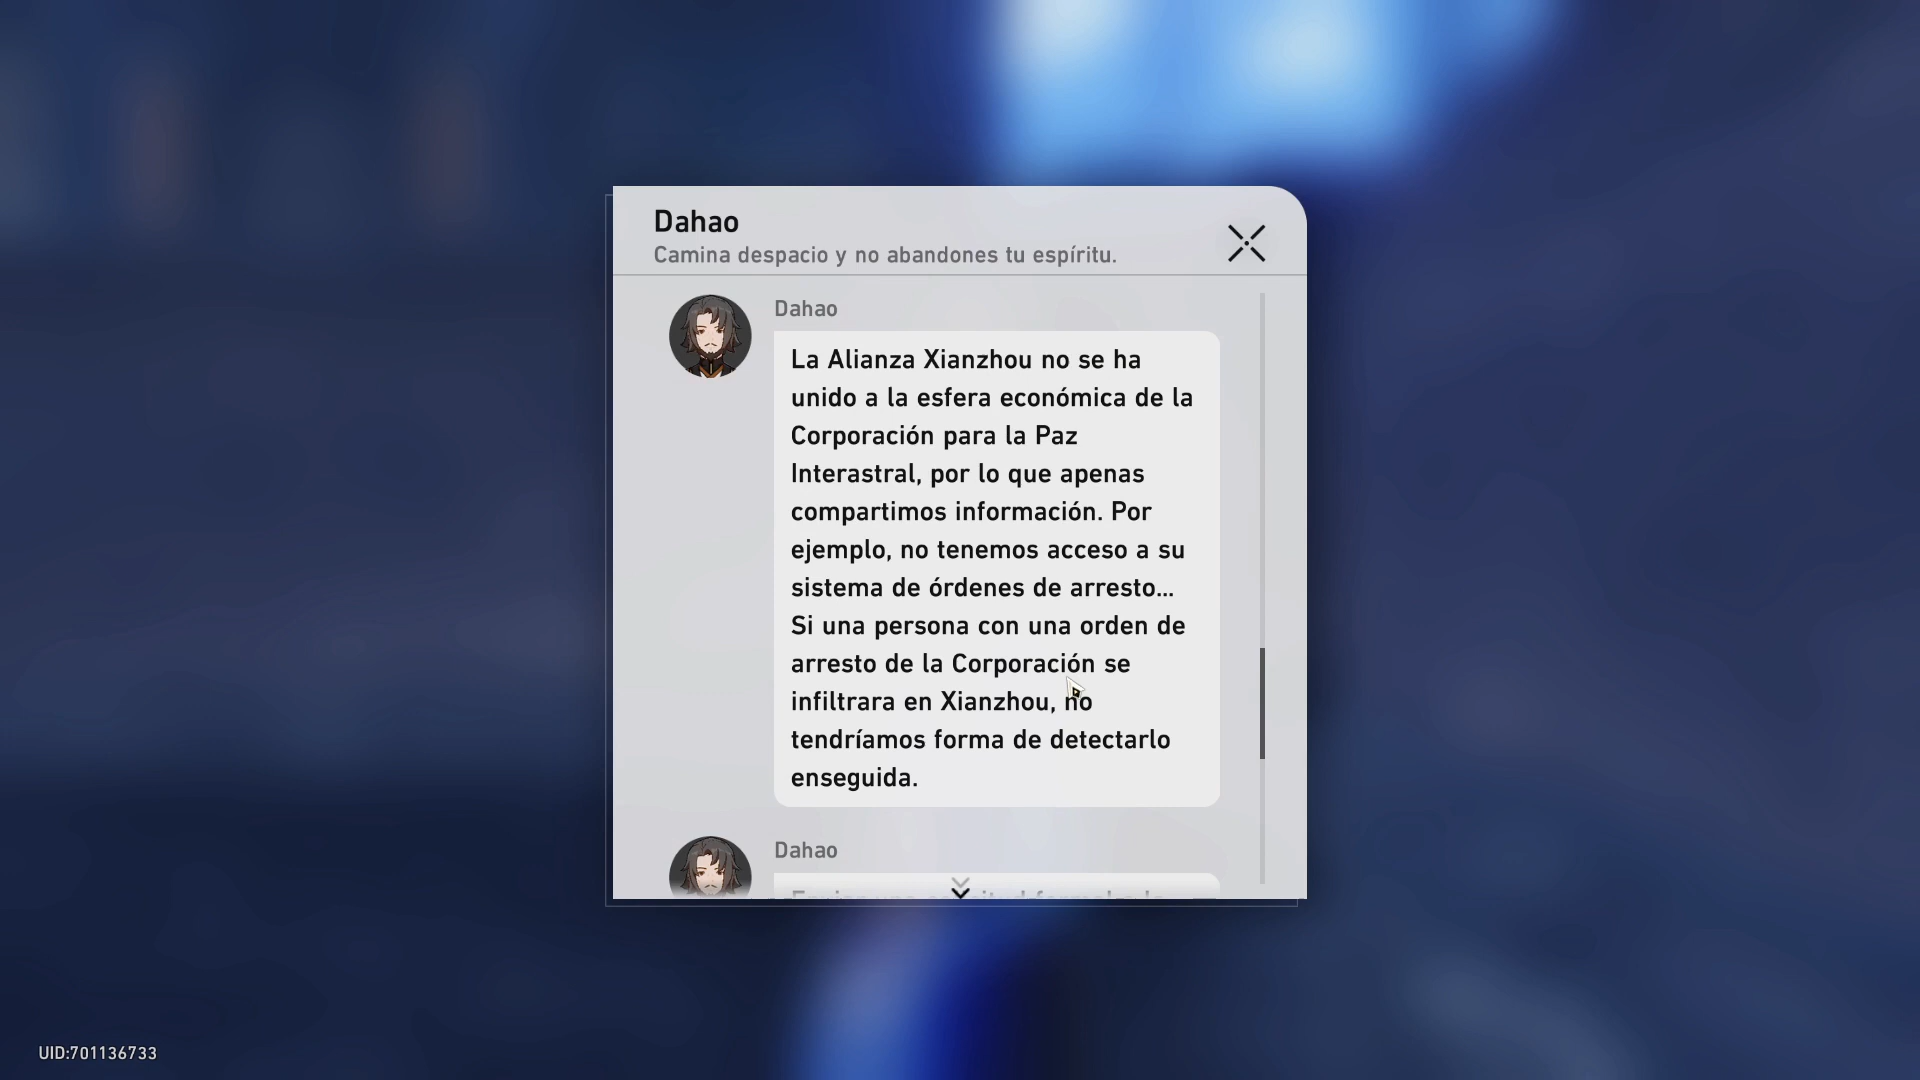 Dahao
Camina despacio y no abandones tu espíritu.
Dahao
La Alianza Xianzhou no se ha
unido a la esfera económica de la
Corporación para la Paz
Interastral, por lo que apenas
compartimos información. Por
ejemplo, no tenemos acceso a su
sistema de órdenes de arresto...
Si una persona con una orden de
arresto de la Corporación se
infiltrara en Xianzhou, no
tendríamos forma de detectarlo
enseguida.
Dahao
UID:701136733